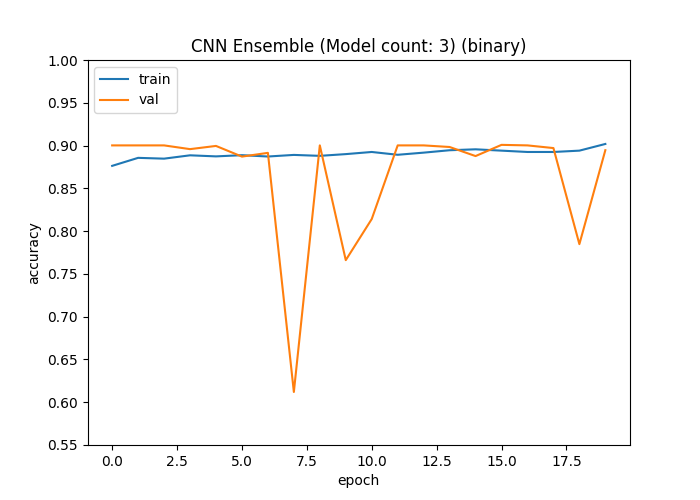 CNN Ensemble (Model count: 3) (binary)
train
val
1.00
0.95
0.90
0.85
0.80
0.75
0.70
0.65
0.60
0.55
accuracy
0.0 2.5 5.0 7.5 10.0 12.5 15.0 17.5
epoch